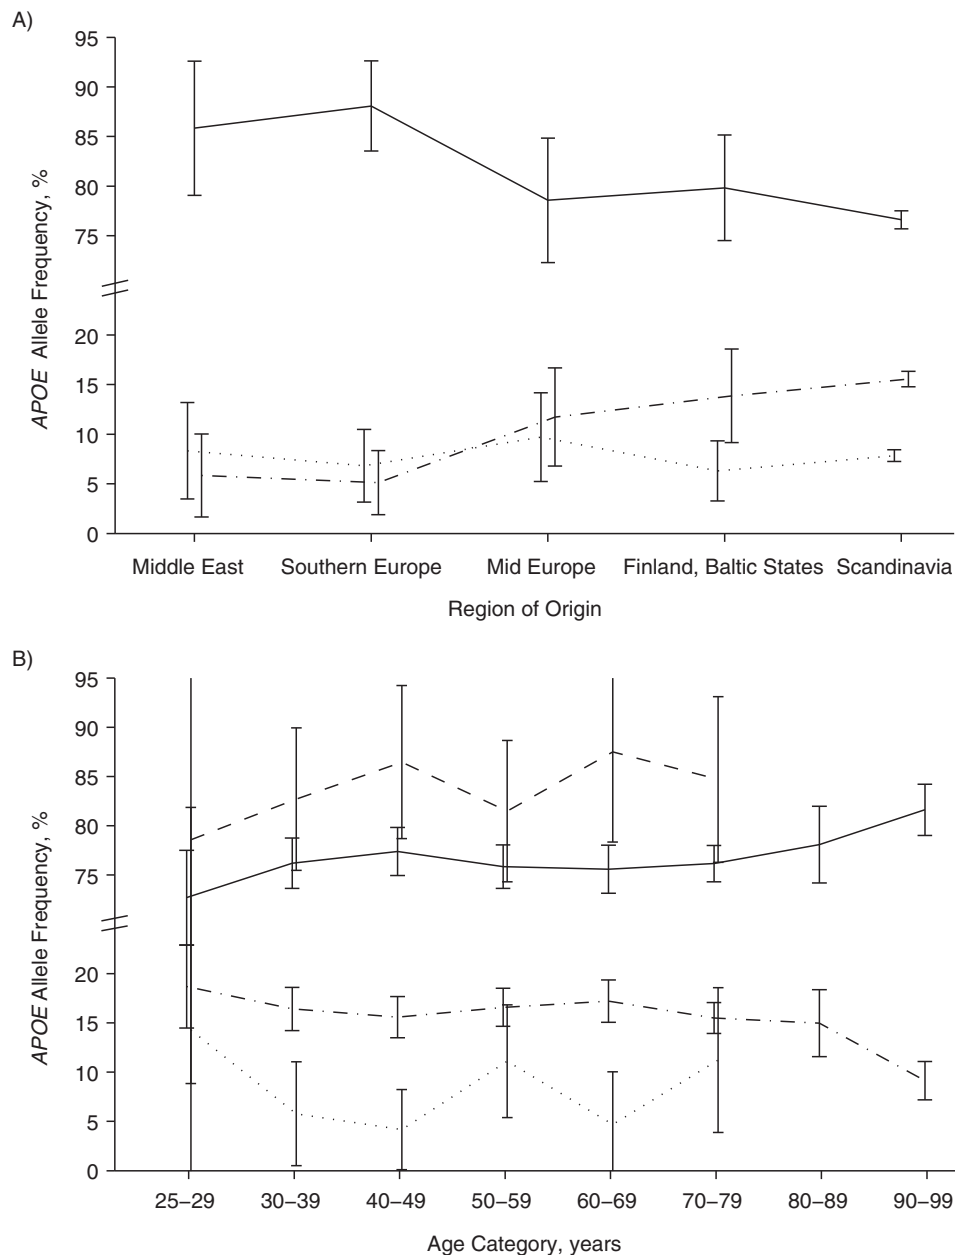 A)
95
90
85
80
75
20
15
10
5
0
APOE Allele Frequency, %
Middle East Southern Europe Mid Europe Finland, Baltic States Scandinavia
Region of Origin
B)
95
90
85
80
75
20
15
10
5
0
APOE Allele Frequency, %
25–29 30–39 40–49 50–59 60–69 70–79 80–89 90–99
Age Category, years